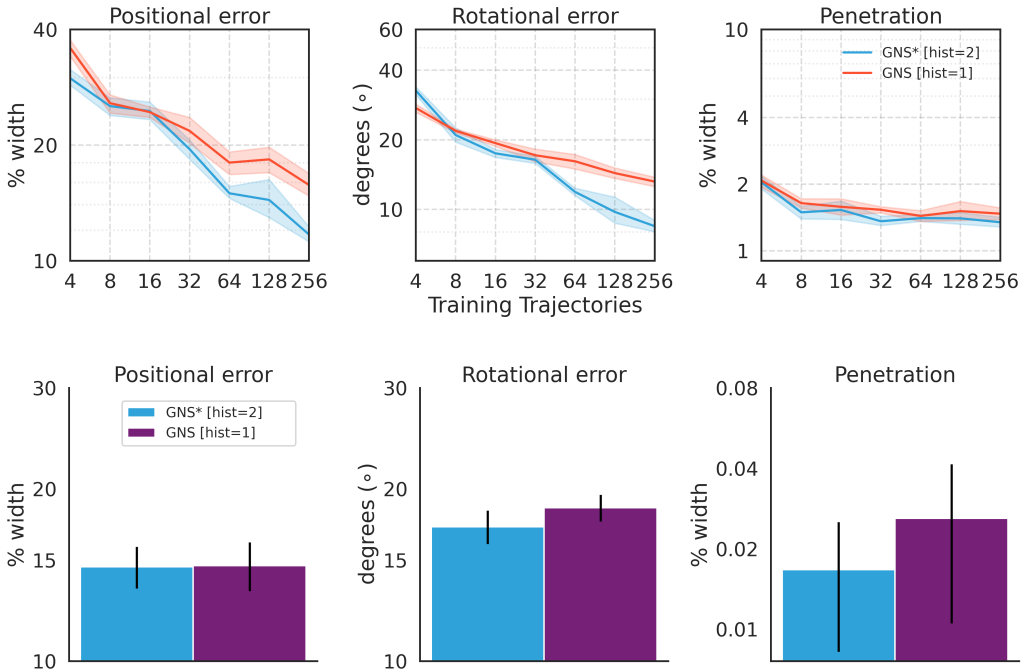 Positional error
Rotational error
Penetration
% width
40
20
10
4 8 16 32 64 128 256
degrees (∘)
60
40
20
10
4 8 16 32 64 128 256
Training Trajectories
% width
10
4
2
1
GNS* [hist=2]
GNS [hist=1]
4 8 16 32 64 128 256
Positional error
Rotational error
Penetration
% width
30
20
15
10
GNS* [hist=2]
GNS [hist=1]
degrees (∘)
30
20
15
10
% width
0.08
0.04
0.02
0.01